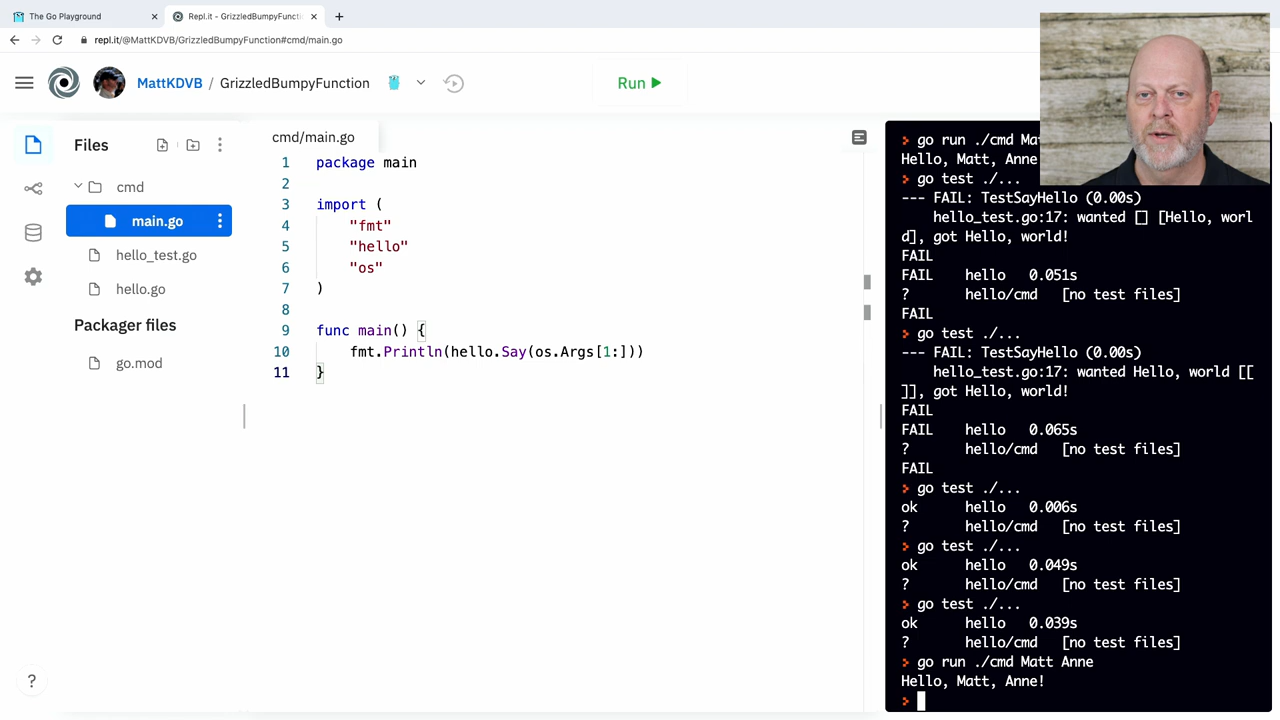 The Go Playground
Repl.it - GrizzledBumpyFuncti
repl.it/@MattKDVB/GrizzledBumpyFunction#cmd/main.go
MattKDVB / GrizzledBumpyFunction
Run
Files
cmd
main.go
hello_test.go
hello.go
Packager files
go.mod
?
cmd/main.go
1 package main
2
3 import (
4 "fmt"
5 "hello"
6 "os"
7 )
8
9 func main() {
10 fmt.Println(hello.Say(os.Args[1:]))
11 }
> go run ./cmd Mat
Hello, Matt, Anne
> go test ./...
--- FAIL: TestSayHello (0.00s)
hello_test.go:17: wanted [] [Hello, worl
d], got Hello, world!
FAIL
FAIL hello 0.051s
? hello/cmd [no test files]
FAIL
> go test ./...
--- FAIL: TestSayHello (0.00s)
hello_test.go:17: wanted Hello, world [[
]], got Hello, world!
FAIL
FAIL hello 0.065s
? hello/cmd [no test files]
FAIL
> go test ./...
ok hello 0.006s
? hello/cmd [no test files]
> go test ./...
ok hello 0.049s
? hello/cmd [no test files]
> go test ./...
ok hello 0.039s
? hello/cmd [no test files]
> go run ./cmd Matt Anne
Hello, Matt, Anne!
>